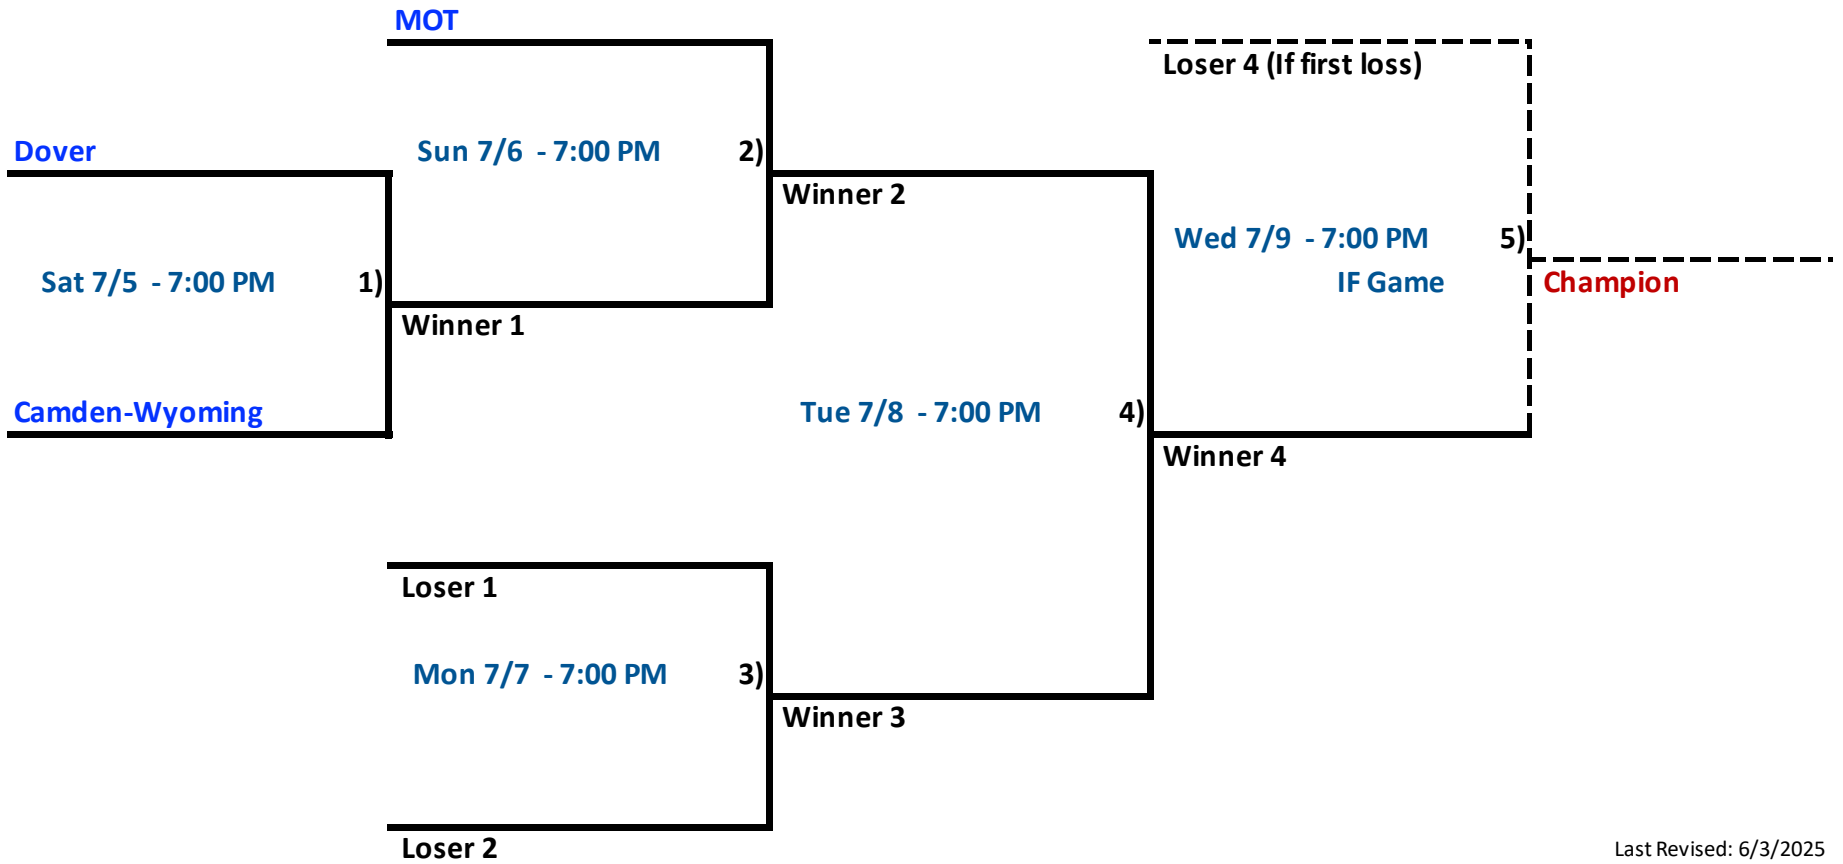 MOT
Loser 4 (If first loss)
Dover
Sun 7/6 - 7:00 PM 2)
Winner 2
Wed 7/9 - 7:00 PM 5)
Sat 7/5 - 7:00 PM 1)
IF Game
Champion
Winner 1
Camden-Wyoming
Tue 7/8 - 7:00 PM 4)
Winner 4
Loser 1
Mon 7/7 - 7:00 PM 3)
Winner 3
Loser 2
Last Revised: 6/3/2025